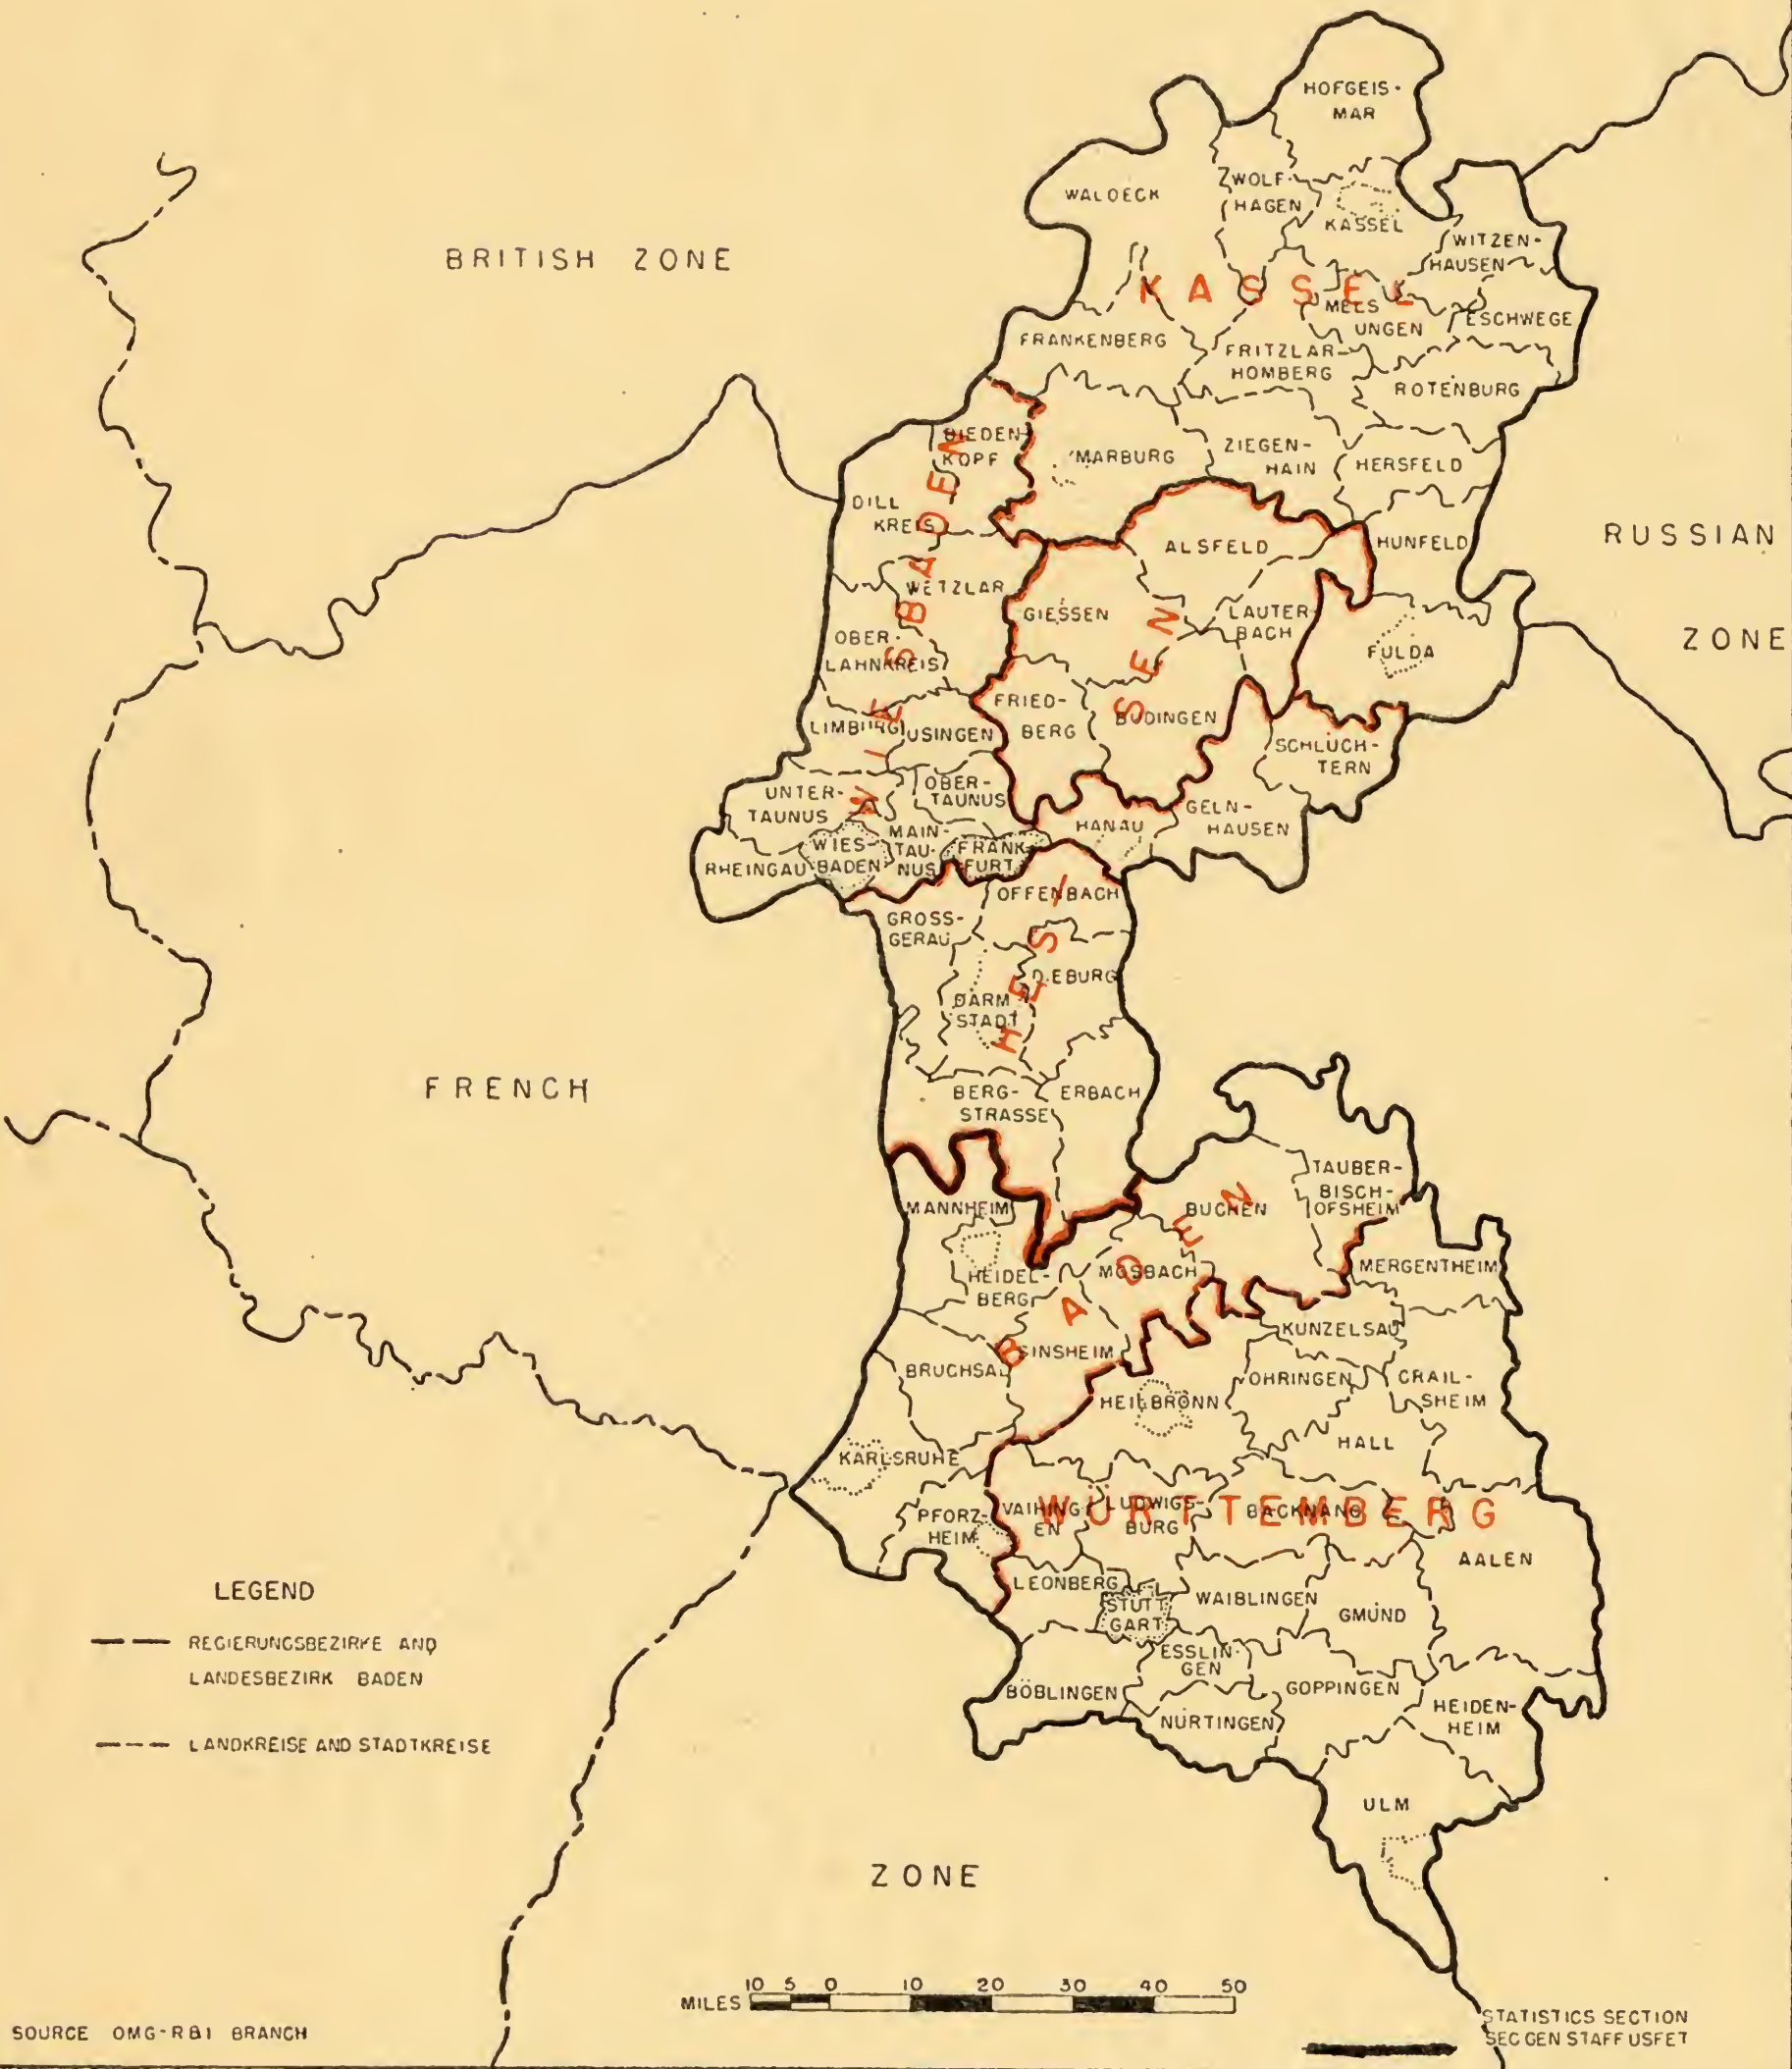 HOFGEIS-
MAR
WALDECK
ZWOLF-
HAGEN
KASSEL
WITZEN-
HAUSEN
BRITISH ZONE
KASSEL
MELS
UNGEN
ESCHWEGE
FRANKENBERG
FRITZLAR-
HOMBERG
ROTENBURG
BIEDEN
KOPF
MARBURG
ZIEGEN-
HAIN
HERSFELD
DILL
KREIS
WIESBADEN
RUSSIAN
ZONE
ALSFELD
HUNFELD
WETZLAR
GIESSEN
LAUTER
BACH
OBER-
LAHNKREIS
FULDA
HESSEN
LIMBURG
USINGEN
FRIED-
BERG
BUDINGEN
SCHLUCH-
TERN
UNTER-
TAUNUS
OBER-
TAUNUS
HANAU
GELN-
HAUSEN
RHEINGAU
WIES-
BADEN
MAIN-
TAU-
NUS
FRANK-
FURT
OFFENBACH
GROSS-
GERAU
DIEBURG
DARM
STADT
FRENCH
BERG-
STRASSE
ERBACH
TAUBER-
BISCH-
OFSHEIM
MANNHEIM
BUCHEN
BADEN
HEIDEL-
BERG
MOSBACH
MERGENTHEIM
KUNZELSAU
BRUCHSAL
SINSHEIM
HEILBRONN
OHRINGEN
CRAIL-
SHEIM
HALL
KARLSRUHE
WÜRTTEMBERG
PFORZ-
HEIM
VAIHING
EN
LUDWIGS-
BURG
BACKNANG
AALEN
LEONBERG
STUTT
GART
WAIBLINGEN
GMÜND
ESSLIN-
GEN
BÖBLINGEN
NÜRTINGEN
GOPPINGEN
HEIDEN-
HEIM
ULM
LEGEND
REGIERUNGSBEZIRKE AND
LANDESBEZIRK BADEN
LANDKREISE AND STADTKREISE
ZONE
10 5 0 10 20 30 40 50
MILES
SOURCE OMG-RBI BRANCH
STATISTICS SECTION
SEC GEN STAFF USFET